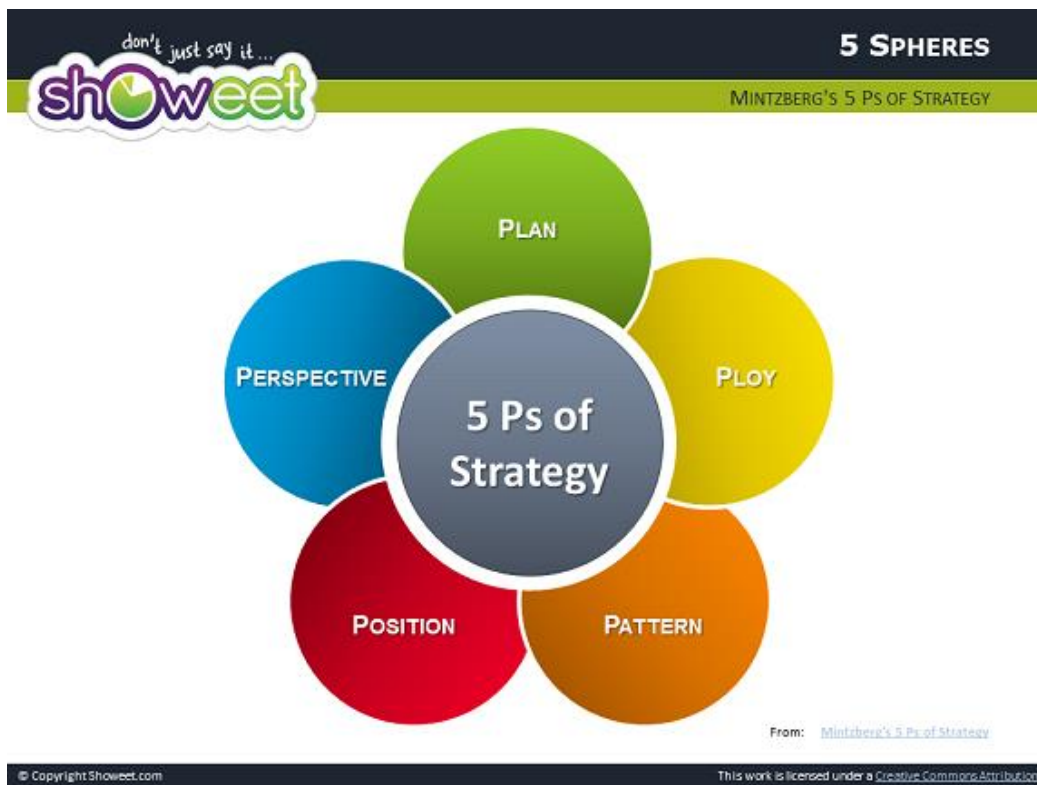 don't just say it...
showeet
5 SPHERES
MINTZBERG'S 5 PS OF STRATEGY
PLAN
PERSPECTIVE
PLOY
5 Ps of
Strategy
POSITION
PATTERN
From: Mintzberg's 5 Ps of Strategy
© Copyright Showeet.com
This work is licensed under a Creative Commons Attribution